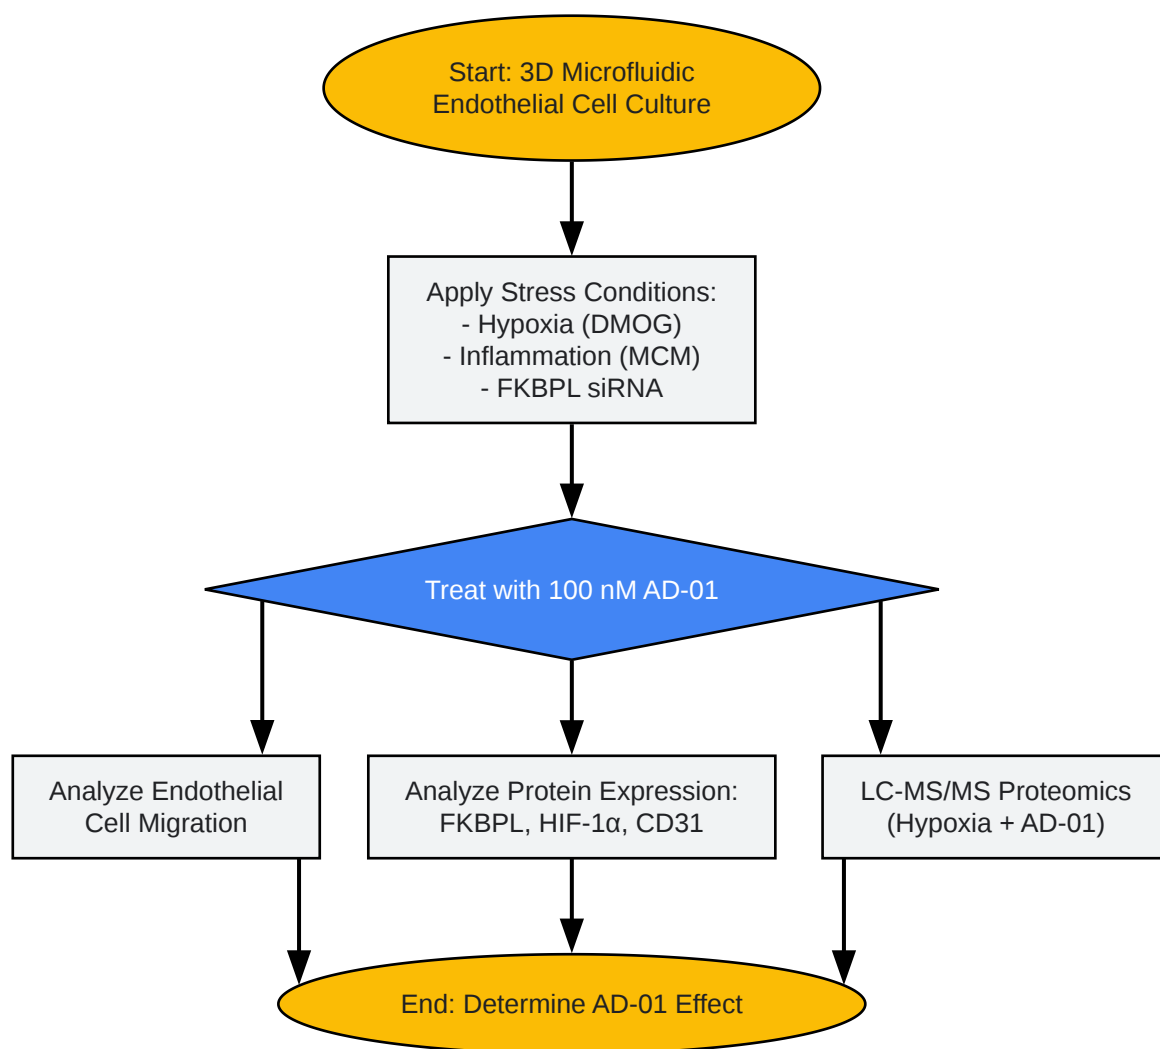 Start: 3D Microfluidic
Endothelial Cell Culture
Apply Stress Conditions:
- Hypoxia (DMOG)
- Inflammation (MCM)
- FKBPL siRNA
Treat with 100 nM AD-01
Analyze Endothelial
Cell Migration
Analyze Protein Expression:
FKBPL, HIF-1α, CD31
LC-MS/MS Proteomics
(Hypoxia + AD-01)
End: Determine AD-01 Effect